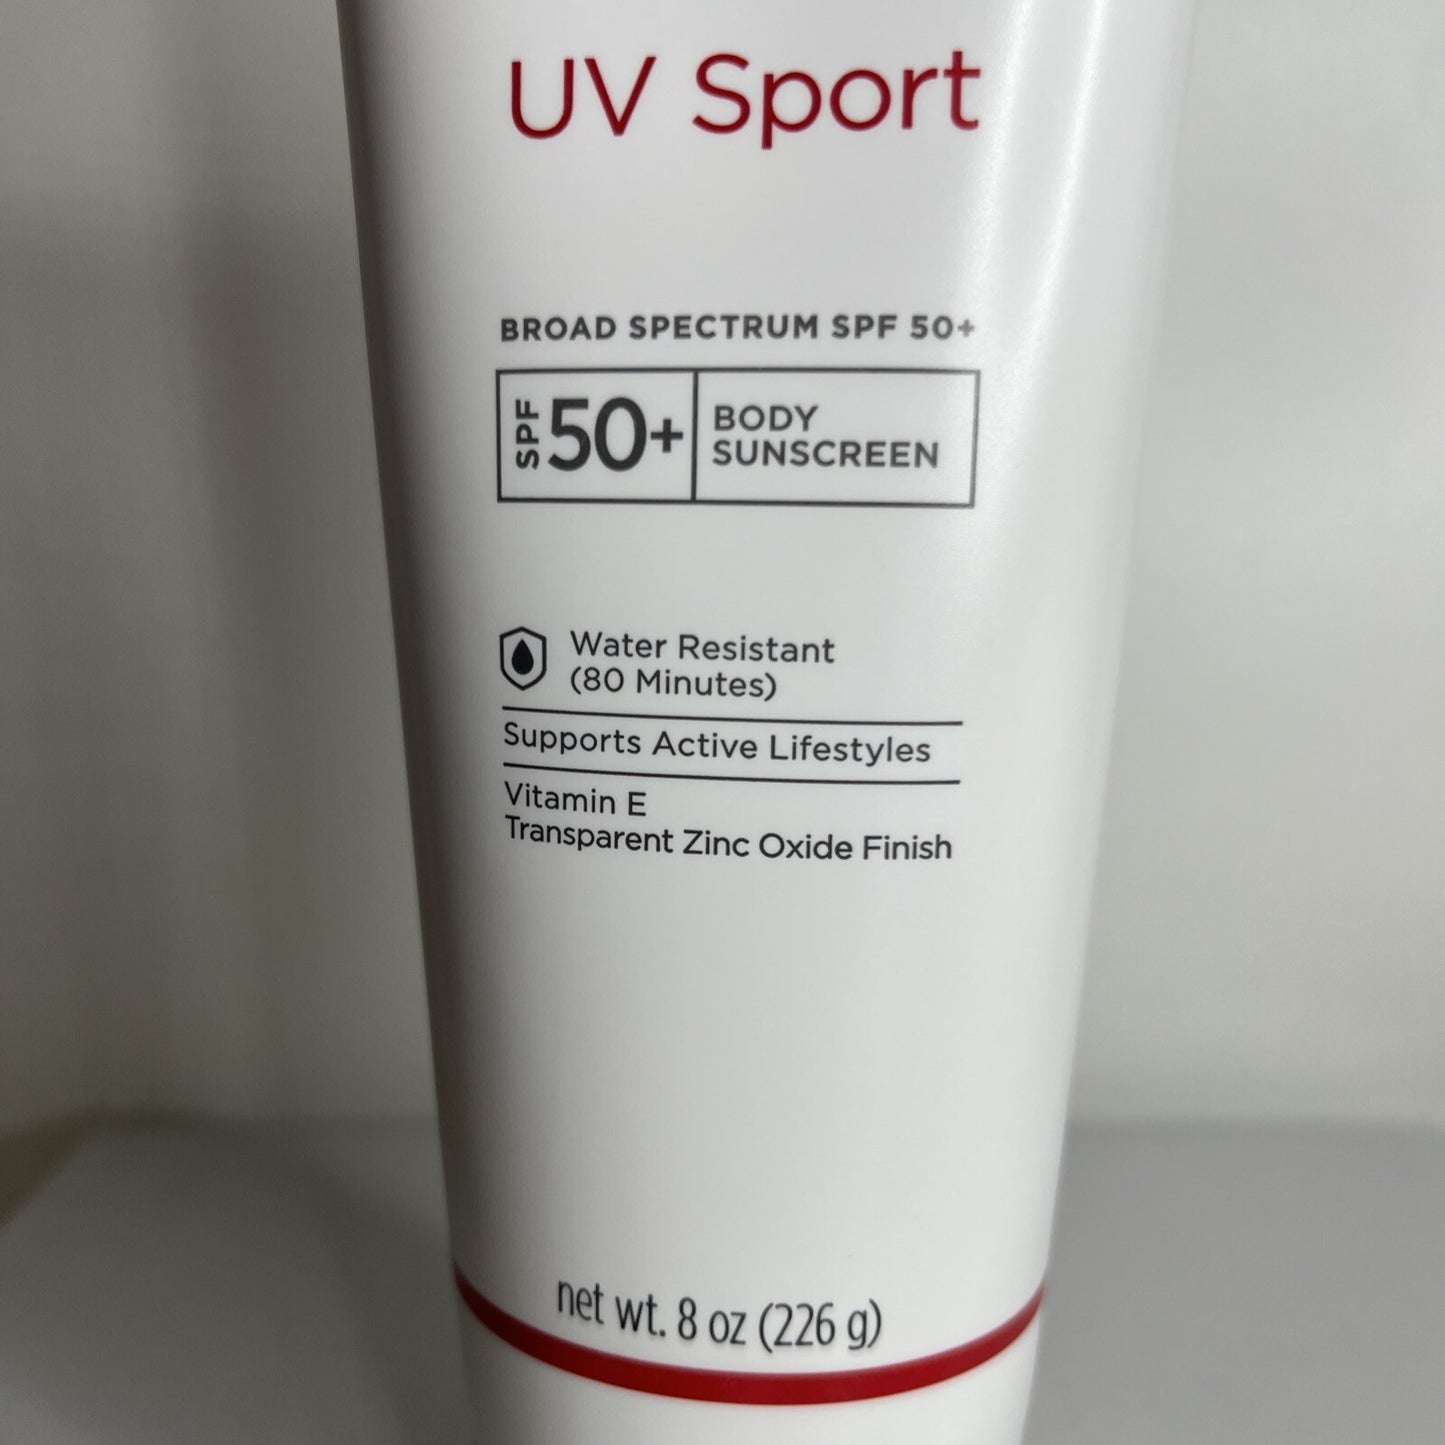 UV Sport
BROAD SPECTRUM SPF 50+
SPF 50+
BODY
SUNSCREEN
Water Resistant
(80 Minutes)
Supports Active Lifestyles
Vitamin E
Transparent Zinc Oxide Finish
net wt. 8 oz (226 g)